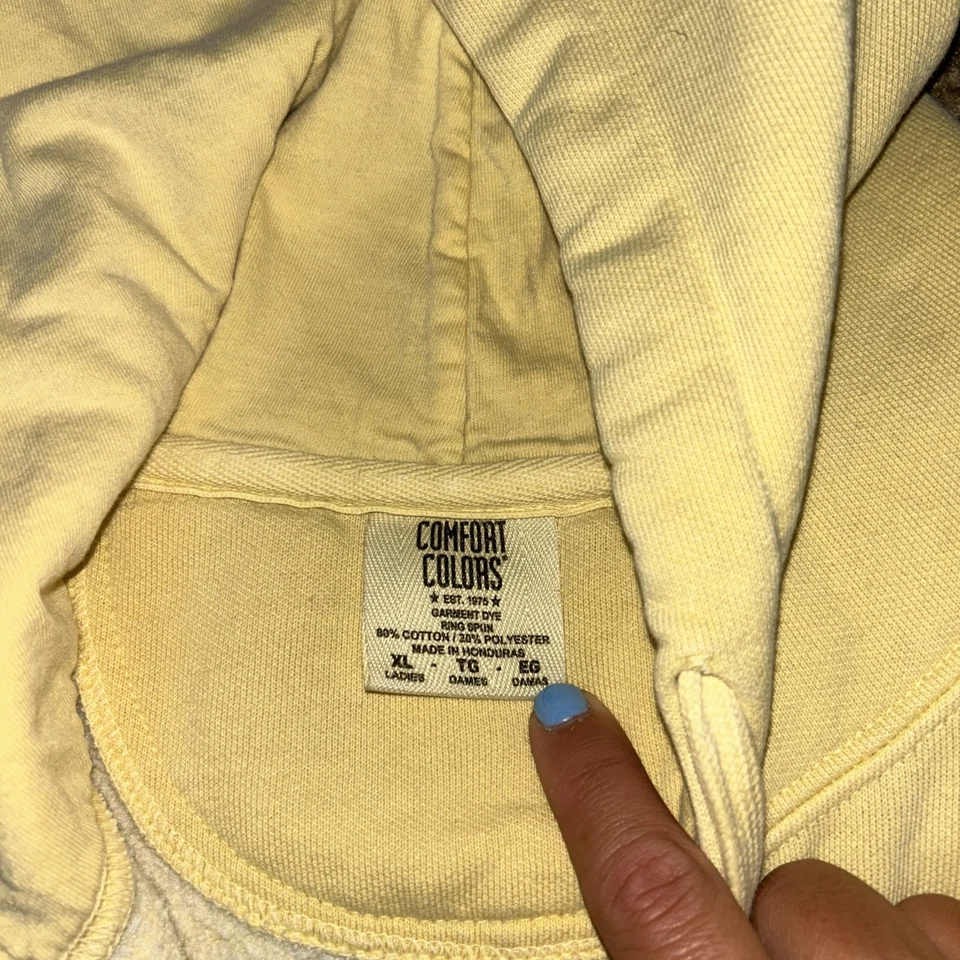 COMFORT
COLORS®
★ EST. 1975 ★
GARMENT DYE
RING SPUN
80% COTTON / 20% POLYESTER
MADE IN HONDURAS
XL - TG - EG
LADIES DAMES DAMAS